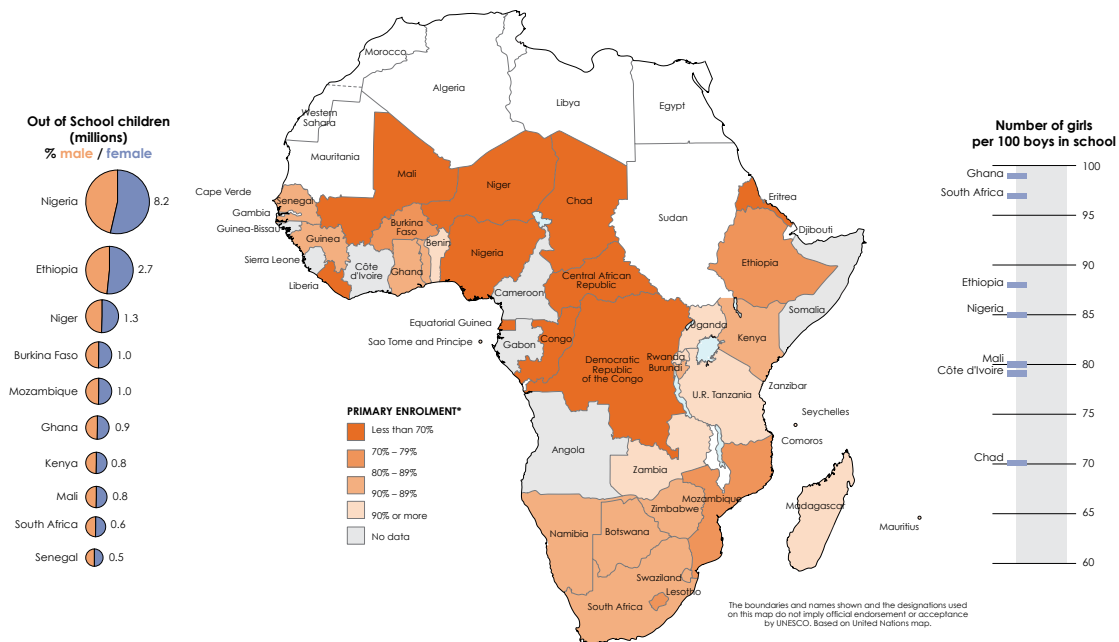 Out of School children
(millions)
% male / female
Nigeria
8.2
Ethiopia
2.7
Niger
1.3
Burkina Faso
1.0
Mozambique
1.0
Ghana
0.9
Kenya
0.8
Mali
0.8
South Africa
0.6
Senegal
0.5
Morocco
Algeria
Libya
Egypt
Western
Sahara
Mauritania
Mali
Niger
Chad
Sudan
Eritrea
Djibouti
Cape Verde
Senegal
Gambia
Guinea-Bissau
Guinea
Sierra Leone
Liberia
Côte
d'Ivoire
Burkina
Faso
Ghana
Benin
Nigeria
Cameroon
Central African
Republic
Ethiopia
Somalia
Equatorial Guinea
Sao Tome and Principe
Gabon
Congo
Democratic
Republic
of the Congo
Uganda
Kenya
Rwanda
Burundi
U.R. Tanzania
Zanzibar
Seychelles
Comoros
Angola
Zambia
Mozambique
Zimbabwe
Madagascar
Mauritius
Namibia
Botswana
Swaziland
Lesotho
South Africa
PRIMARY ENROLMENT*
Less than 70%
70% – 79%
80% – 89%
90% – 89%
90% or more
No data
The boundaries and names shown and the designations used
on this map do not imply official endorsement or acceptance
by UNESCO. Based on United Nations map.
Number of girls
per 100 boys in school
100
Ghana
South Africa
95
90
Ethiopia
Nigeria
85
Mali
80
Côte d'Ivoire
75
Chad
70
65
60